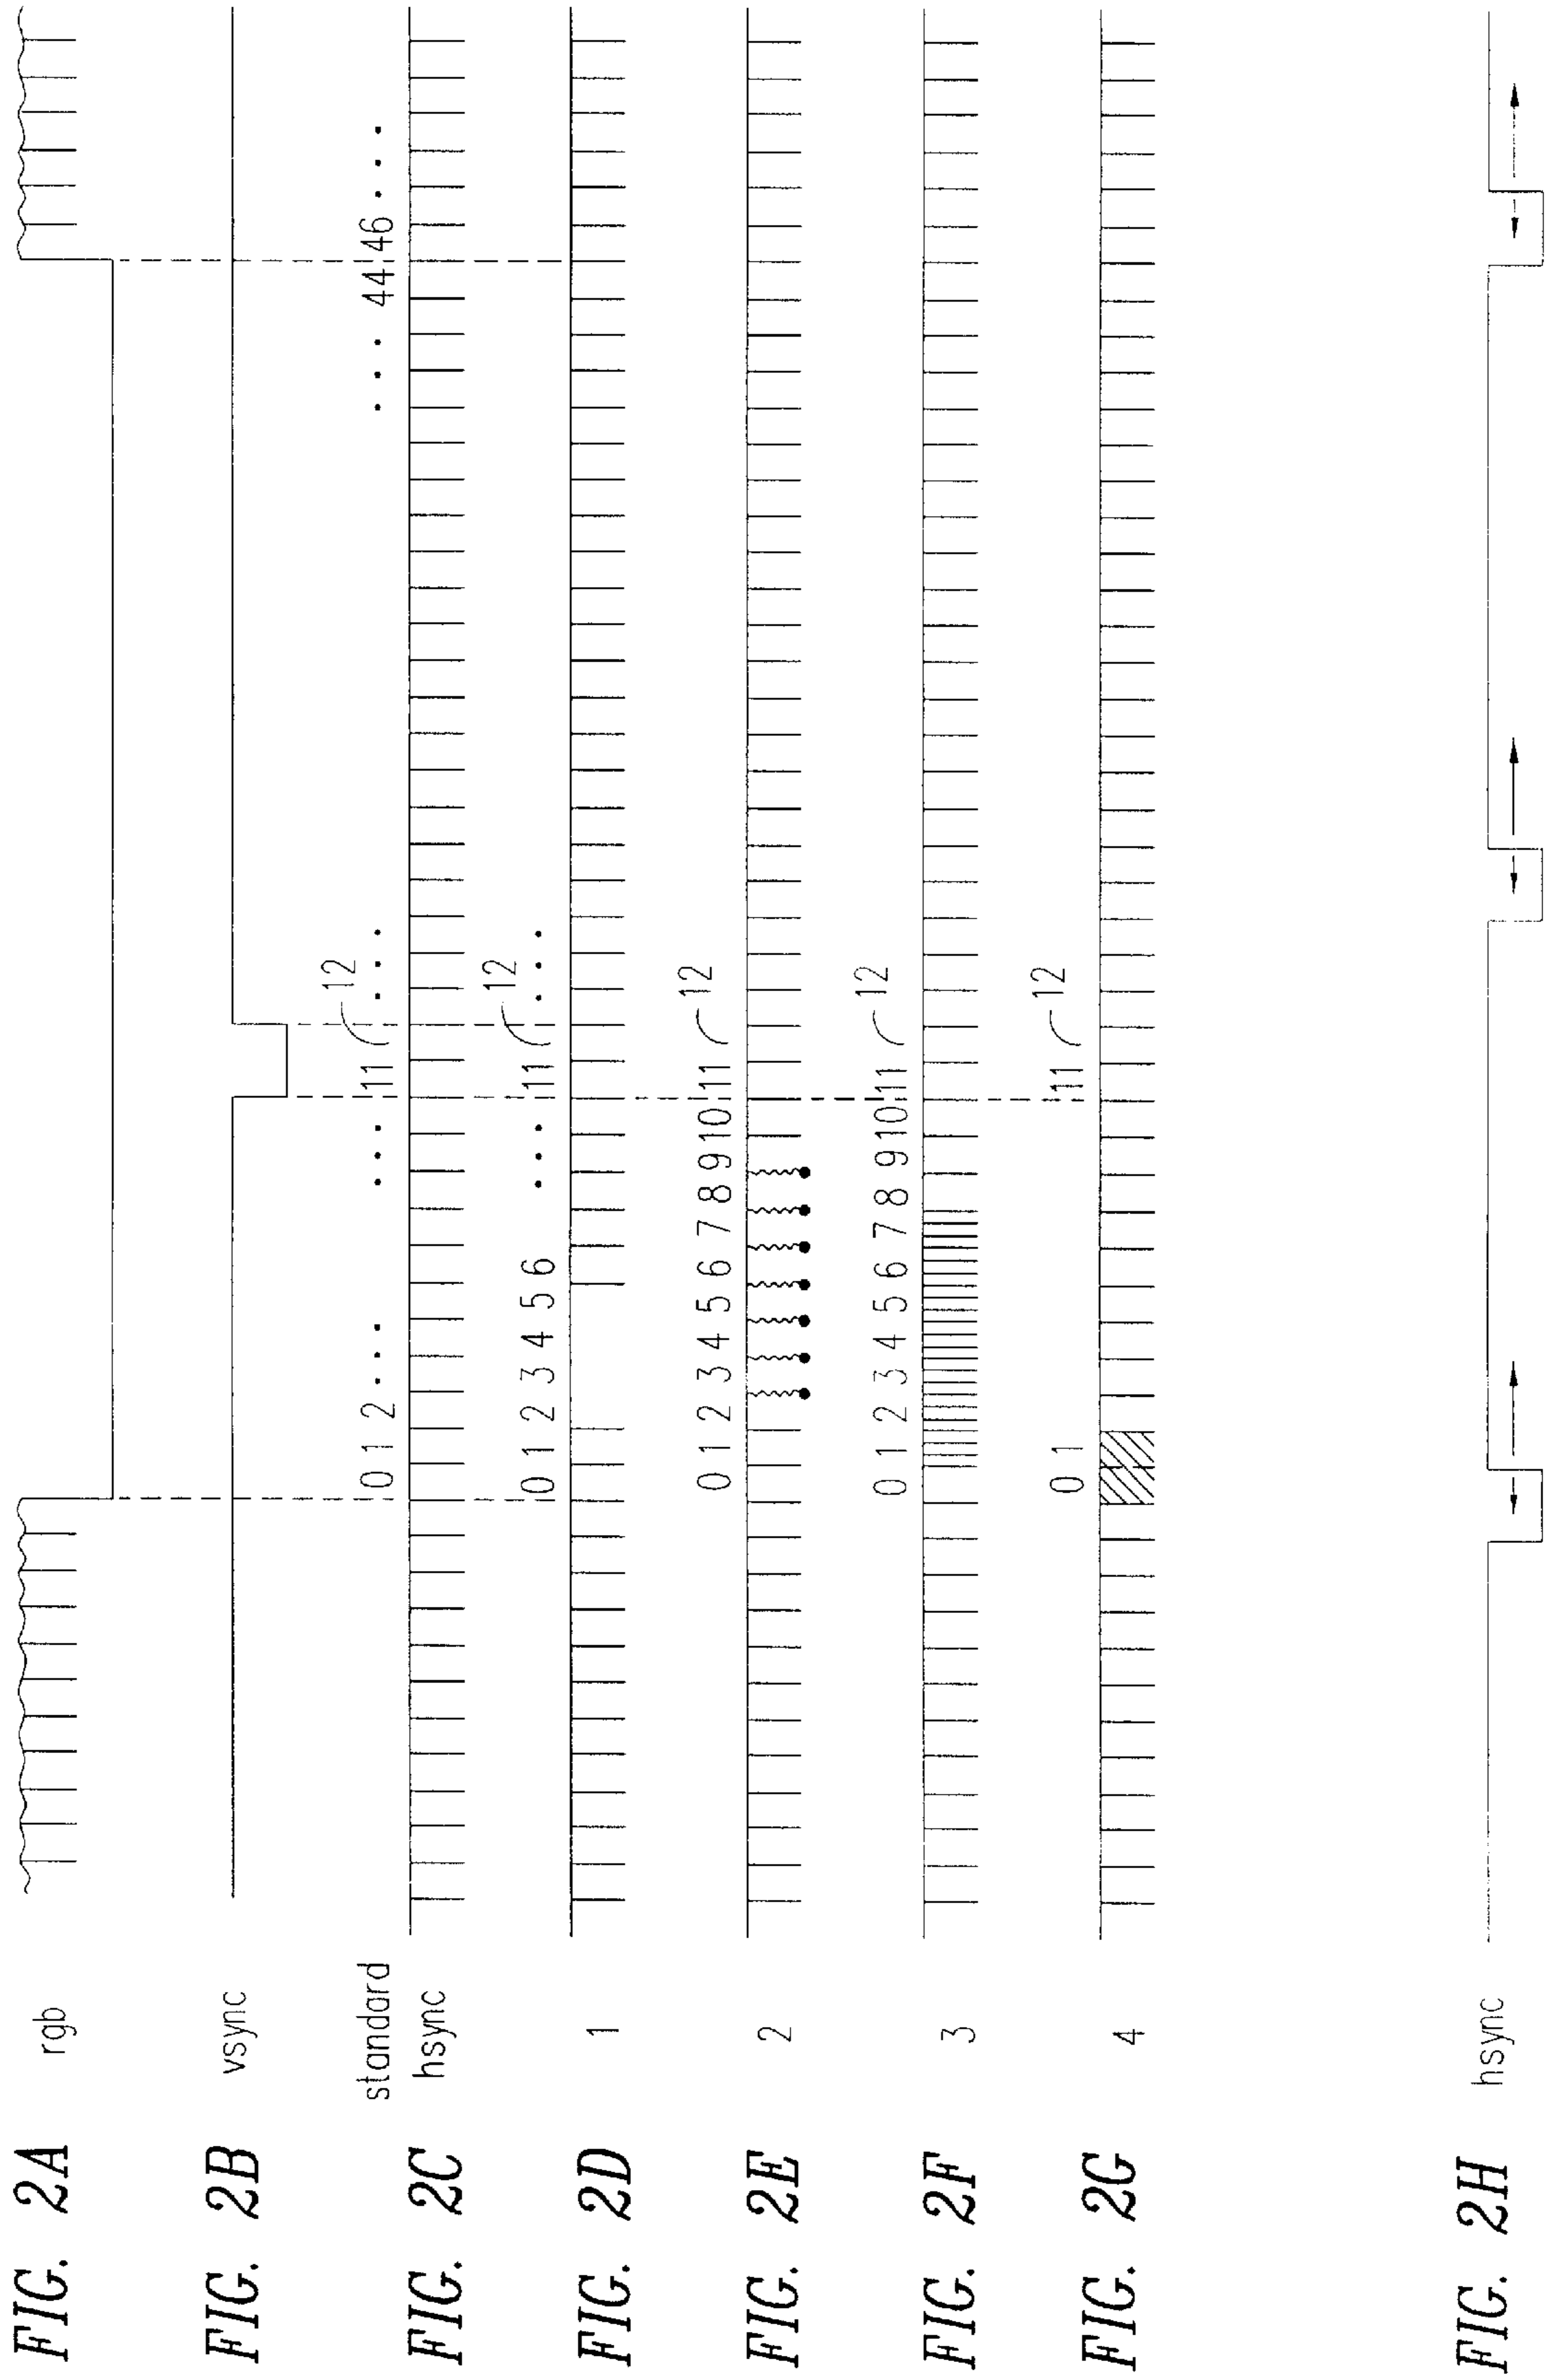 FIG. 2A rgb
FIG. 2B vsync
FIG. 2C standard hsync 0 1 2 ... ... 11 12 ... ... 44 46 ...
FIG. 2D 1 0 1 2 3 4 5 6 ... 11 12 ...
FIG. 2E 2 0 1 2 3 4 5 6 7 8 9 10 11 12
FIG. 2F 3 0 1 2 3 4 5 6 7 8 9 10 11 12
FIG. 2G 4 0 1 11 12
FIG. 2H hsync